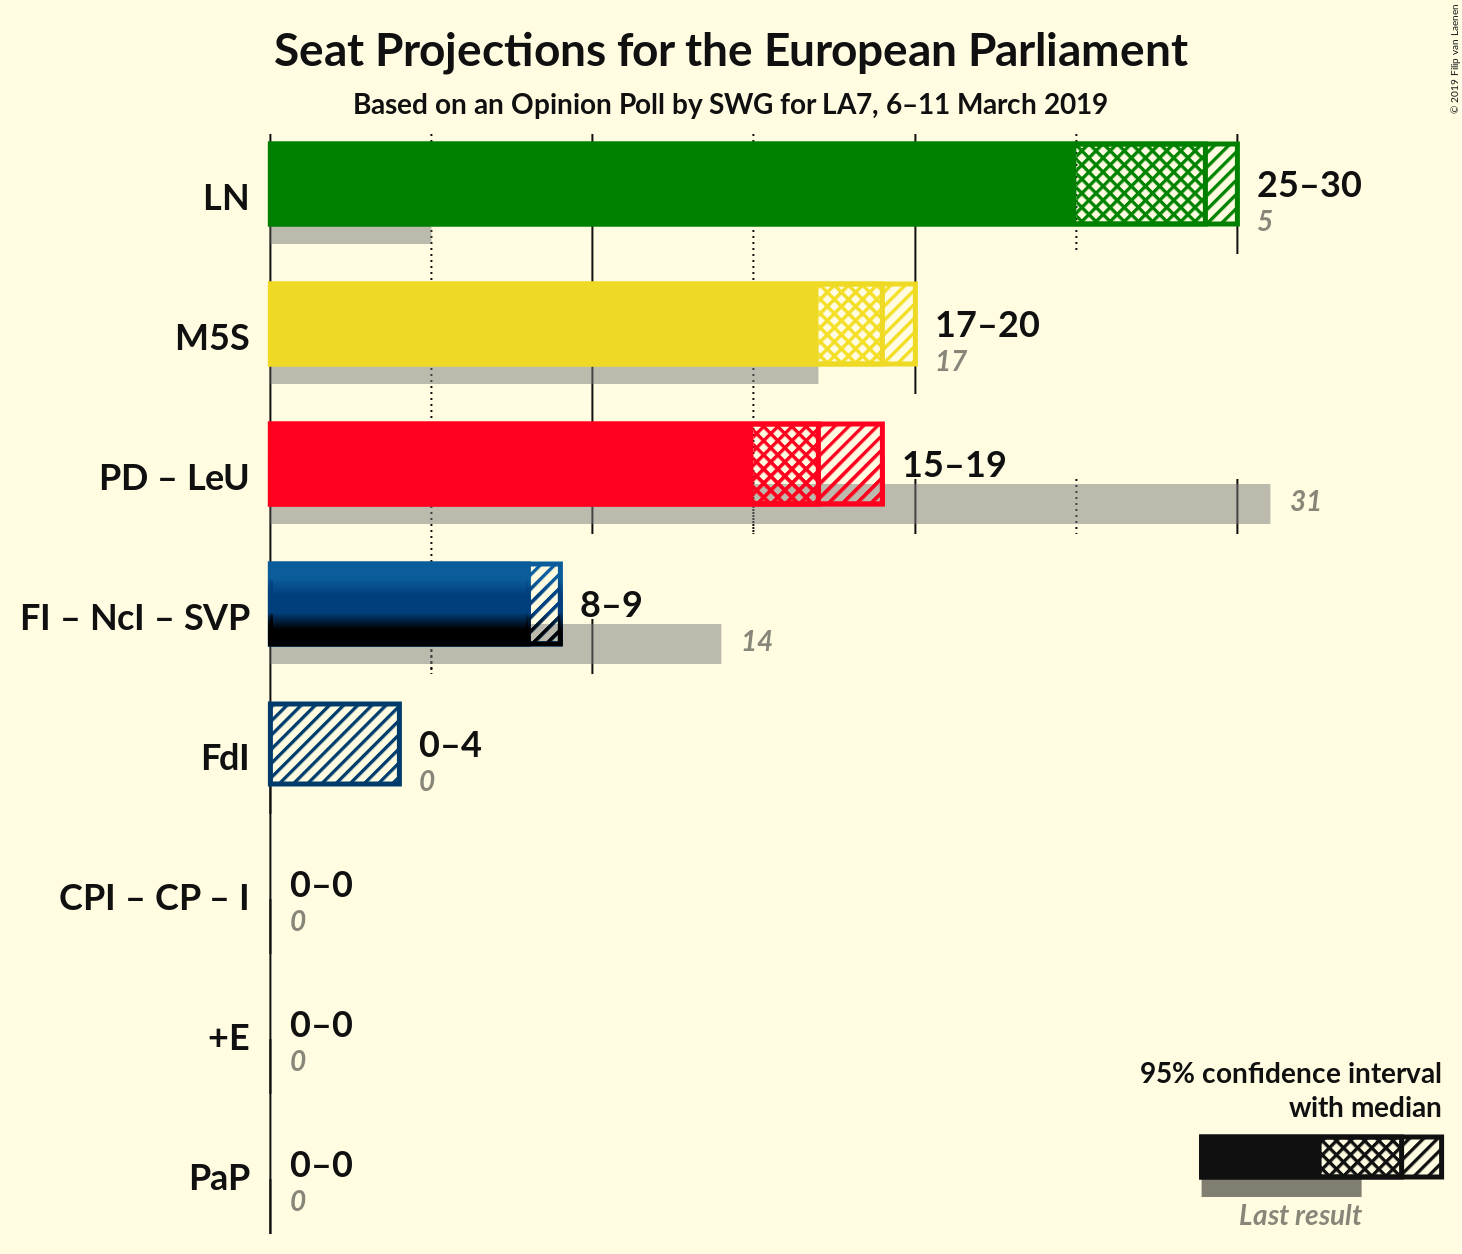 Seat Projections for the European Parliament
Based on an Opinion Poll by SWG for LA7, 6–11 March 2019
© 2019 Filip van Laenen
LN
25–30
5
M5S
17–20
17
PD – LeU
15–19
31
FI – NcI – SVP
8–9
14
FdI
0–4
0
CPI – CP – I
0–0
0
+E
0–0
0
PaP
0–0
0
95% confidence interval
with median
Last result